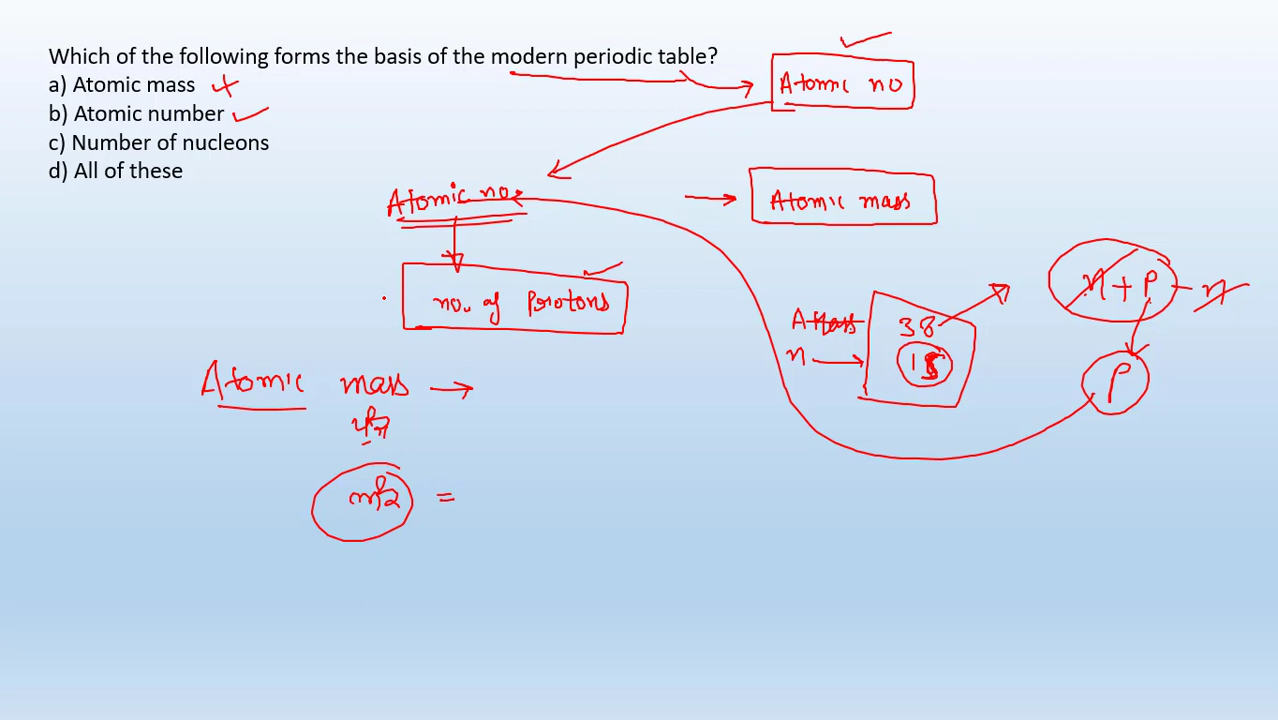 Which of the following forms the basis of the modern periodic table?
a) Atomic mass
b) Atomic number
c) Number of nucleons
d) All of these
Atomic no
Atomic no.
Atomic mass
no. of protons
n + p - n
A mass 38
n
p
Atomic mass →
=